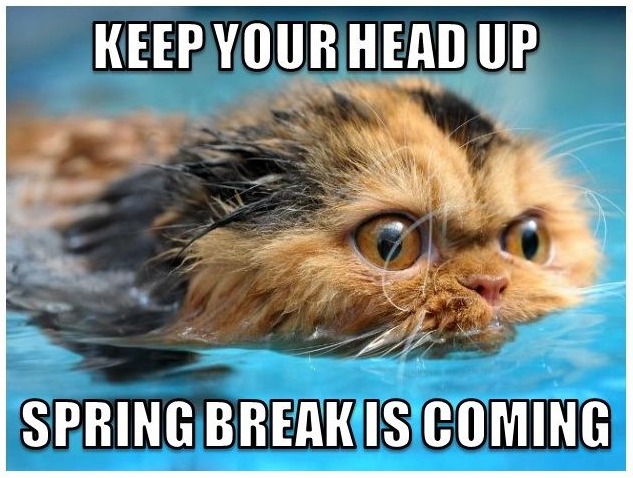 KEEP YOUR HEAD UP
SPRING BREAK IS COMING